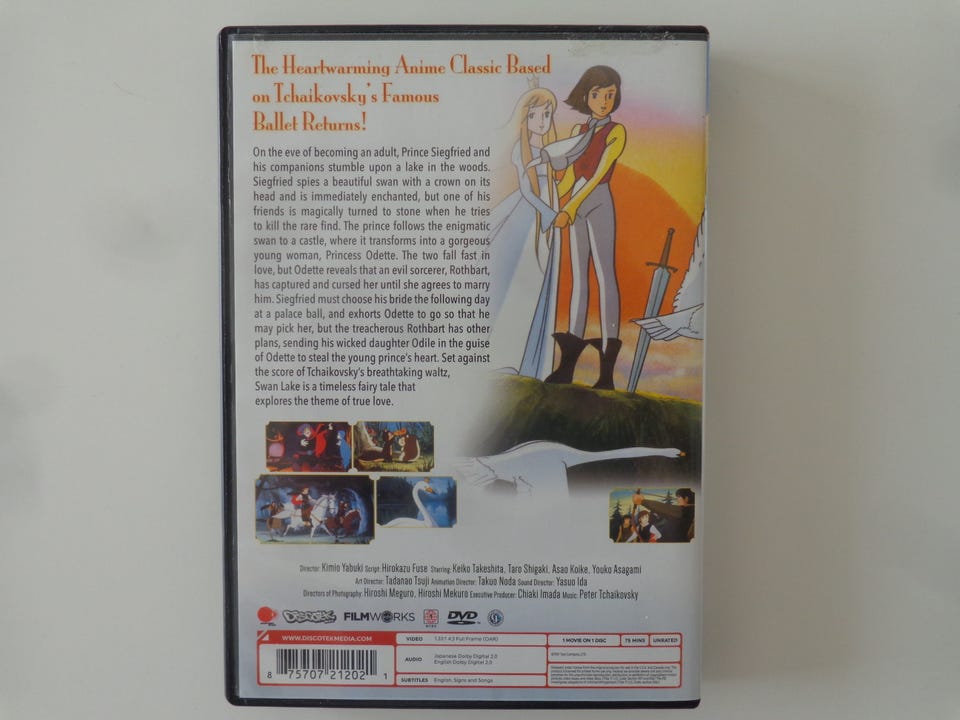 The Heartwarming Anime Classic Based
on Tchaikovsky's Famous
Ballet Returns!
On the eve of becoming an adult, Prince Siegfried and
his companions stumble upon a lake in the woods.
Siegfried spies a beautiful swan with a crown on its
head and is immediately enchanted, but one of his
friends is magically turned to stone when he tries
to kill the rare find. The prince follows the enigmatic
swan to a castle, where it transforms into a gorgeous
young woman, Princess Odette. The two fall fast in
love, but Odette reveals that an evil sorcerer, Rothbart,
has captured and cursed her until she agrees to marry
him. Siegfried must choose his bride the following day
at a palace ball, and exhorts Odette to go so that he
may pick her, but the treacherous Rothbart has other
plans, sending his wicked daughter Odile in the guise
of Odette to steal the young prince's heart. Set against
the score of Tchaikovsky's breathtaking waltz,
Swan Lake is a timeless fairy tale that
explores the theme of true love.
Director: Kimio Yabuki Script: Hirokazu Fuse Starring: Keiko Takeshita, Taro Shigaki, Asao Koike, Youko Asagami
Art Director: Tadanao Tsuji Animation Director: Takuo Noda Sound Director: Yasuo Ida
Directors of Photography: Hiroshi Meguro, Hiroshi Mekuro Executive Producer: Chiaki Imada Music: Peter Tchaikovsky
DISCOTEK FILMWORKS DVD
WWW.DISCOTEKMEDIA.COM
VIDEO 1.33:1 4:3 Full Frame (OAR)
1 MOVIE ON 1 DISC 75 MINS UNRATED
AUDIO Japanese Dolby Digital 2.0
English Dolby Digital 2.0
SUBTITLES English, Signs and Songs
8 75707 21202 1